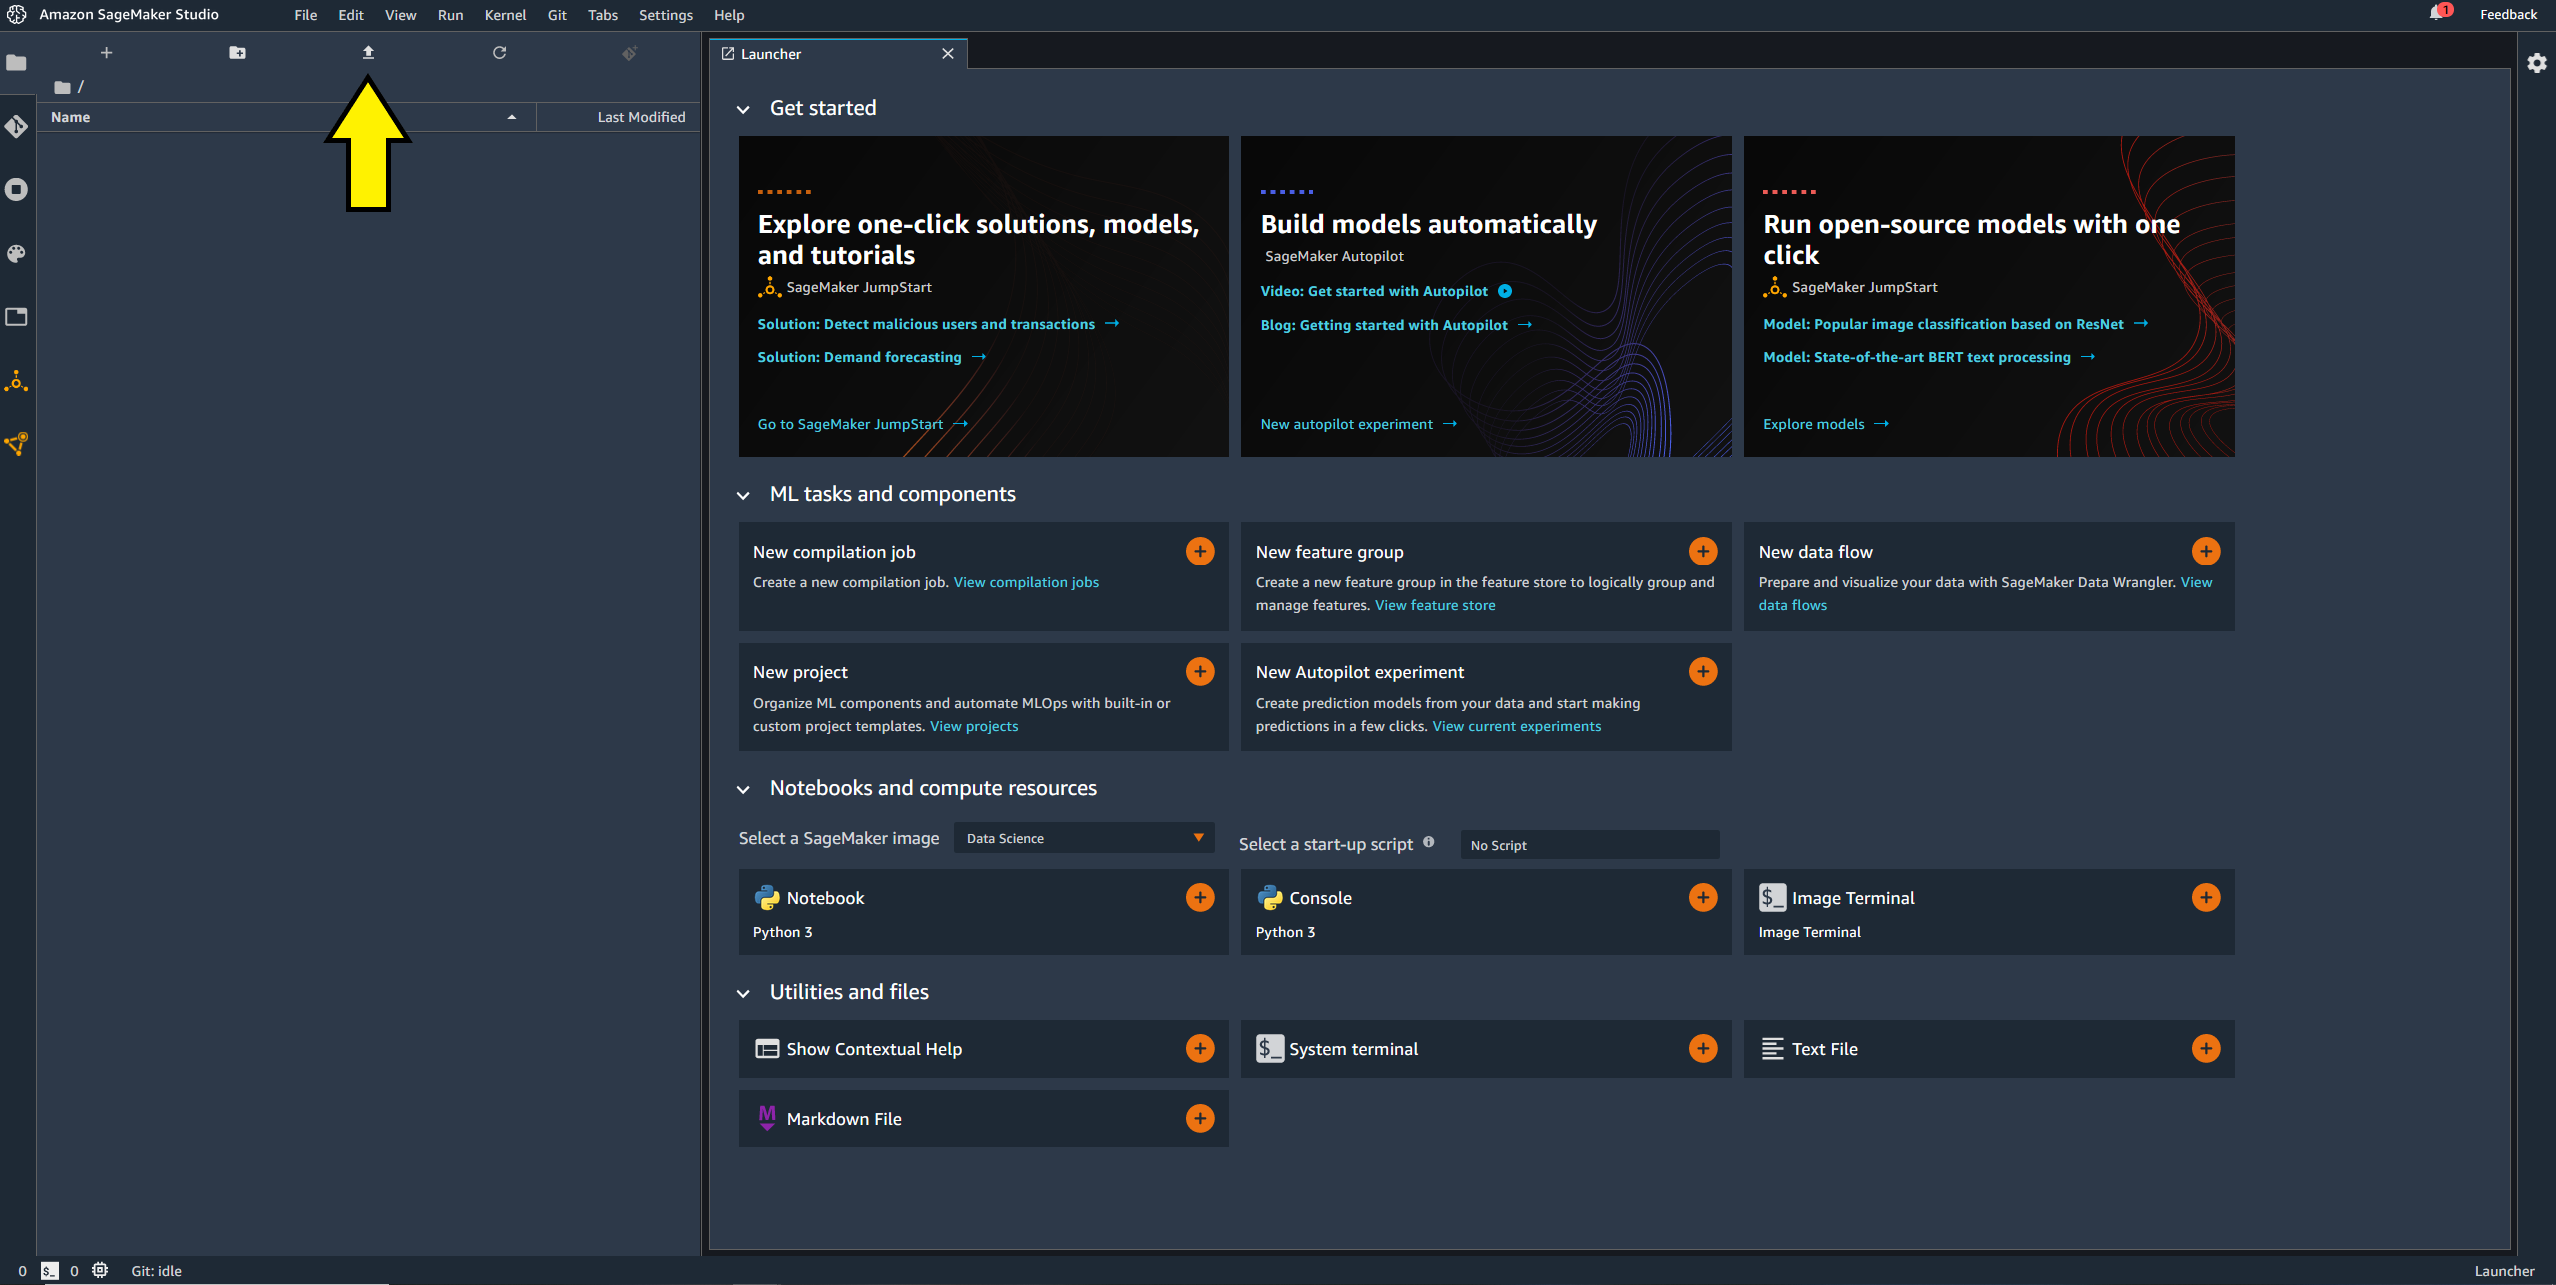 Amazon SageMaker Studio File Edit View Run Kernel Git Tabs Settings Help 1 Feedback
/
Name Last Modified
Launcher
Get started
Explore one-click solutions, models,
and tutorials
SageMaker JumpStart
Solution: Detect malicious users and transactions
Solution: Demand forecasting
Go to SageMaker JumpStart
Build models automatically
SageMaker Autopilot
Video: Get started with Autopilot
Blog: Getting started with Autopilot
New autopilot experiment
Run open-source models with one
click
SageMaker JumpStart
Model: Popular image classification based on ResNet
Model: State-of-the-art BERT text processing
Explore models
ML tasks and components
New compilation job
Create a new compilation job. View compilation jobs
New feature group
Create a new feature group in the feature store to logically group and
manage features. View feature store
New data flow
Prepare and visualize your data with SageMaker Data Wrangler. View
data flows
New project
Organize ML components and automate MLOps with built-in or
custom project templates. View projects
New Autopilot experiment
Create prediction models from your data and start making
predictions in a few clicks. View current experiments
Notebooks and compute resources
Select a SageMaker image Data Science
Select a start-up script No Script
Notebook
Python 3
Console
Python 3
$_ Image Terminal
Image Terminal
Utilities and files
Show Contextual Help
$_ System terminal
Text File
M Markdown File
0 $_ 0 Git: idle Launcher